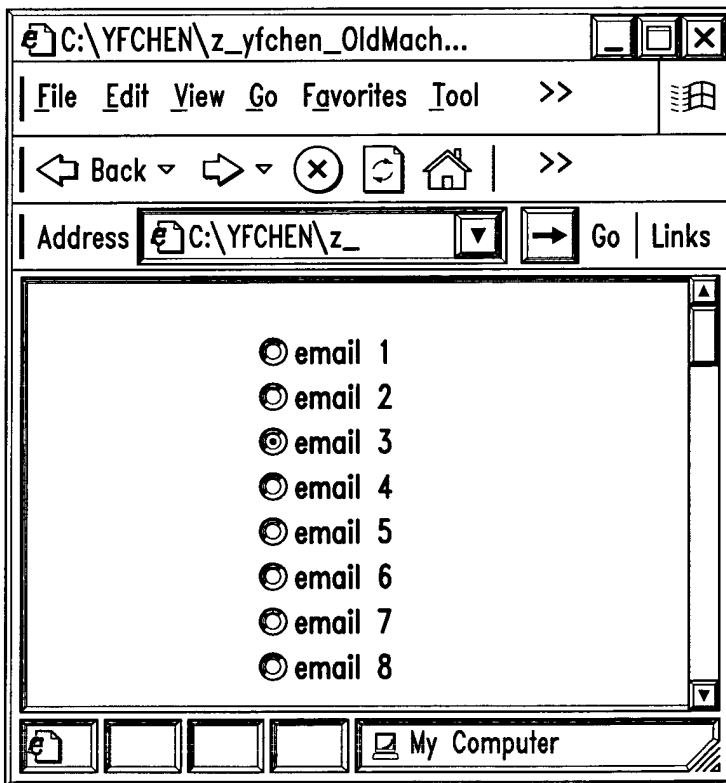 C:\YFCHEN\z_yfchen_OldMach...
File Edit View Go Favorites Tool >>
Back >>
Address C:\YFCHEN\z_ Go Links
email 1
email 2
email 3
email 4
email 5
email 6
email 7
email 8
My Computer